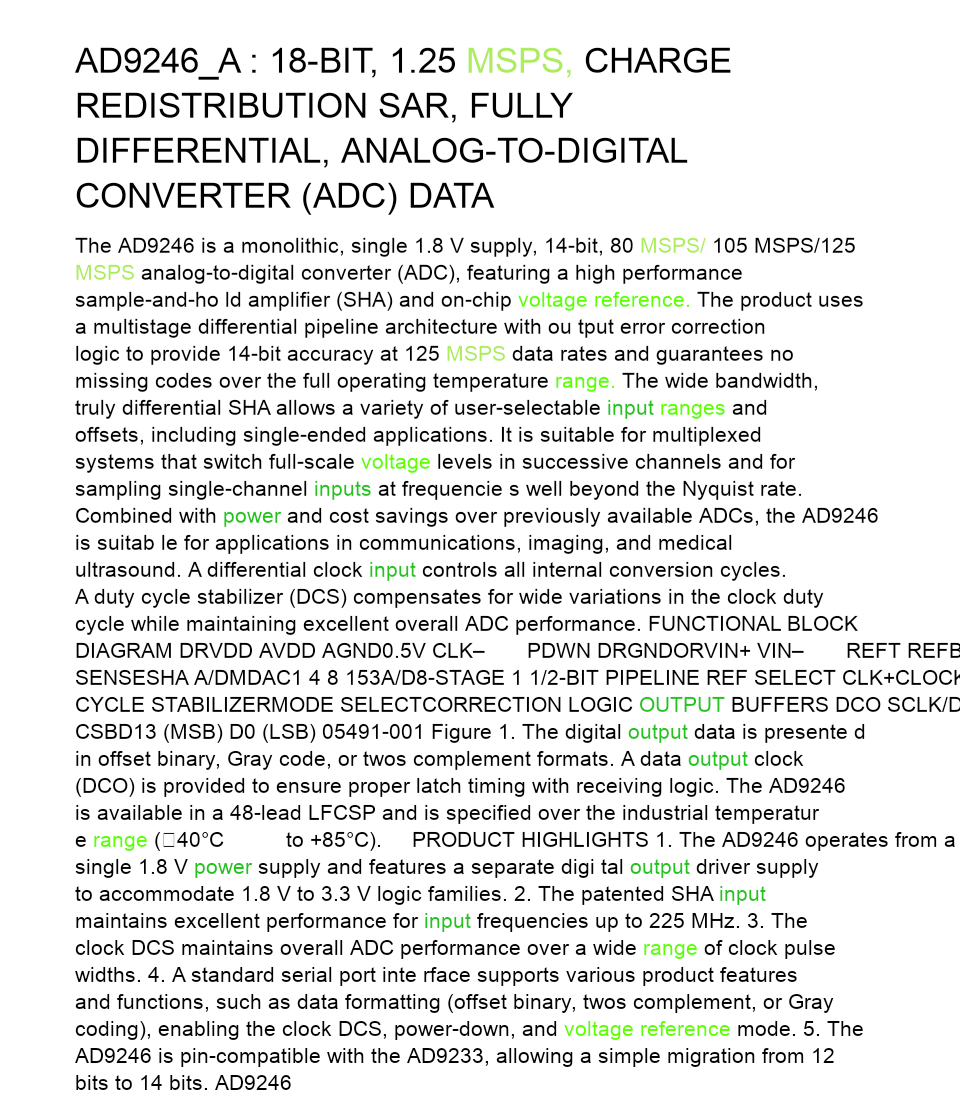 AD9246_A : 18-BIT, 1.25 MSPS, CHARGE
REDISTRIBUTION SAR, FULLY
DIFFERENTIAL, ANALOG-TO-DIGITAL
CONVERTER (ADC) DATA
The AD9246 is a monolithic, single 1.8 V supply, 14-bit, 80 MSPS/ 105 MSPS/125
MSPS analog-to-digital converter (ADC), featuring a high performance
sample-and-ho ld amplifier (SHA) and on-chip voltage reference. The product uses
a multistage differential pipeline architecture with ou tput error correction
logic to provide 14-bit accuracy at 125 MSPS data rates and guarantees no
missing codes over the full operating temperature range. The wide bandwidth,
truly differential SHA allows a variety of user-selectable input ranges and
offsets, including single-ended applications. It is suitable for multiplexed
systems that switch full-scale voltage levels in successive channels and for
sampling single-channel inputs at frequencie s well beyond the Nyquist rate.
Combined with power and cost savings over previously available ADCs, the AD9246
is suitab le for applications in communications, imaging, and medical
ultrasound. A differential clock input controls all internal conversion cycles.
A duty cycle stabilizer (DCS) compensates for wide variations in the clock duty
cycle while maintaining excellent overall ADC performance. FUNCTIONAL BLOCK
DIAGRAM DRVDD AVDD AGND0.5V CLK– PDWN DRGNDORVIN+ VIN– REFT REFB
SENSESHA A/DMDAC1 4 8 153A/D8-STAGE 1 1/2-BIT PIPELINE REF SELECT CLK+CLOCK
CYCLE STABILIZERMODE SELECTCORRECTION LOGIC OUTPUT BUFFERS DCO SCLK/D
CSBD13 (MSB) D0 (LSB) 05491-001 Figure 1. The digital output data is presente d
in offset binary, Gray code, or twos complement formats. A data output clock
(DCO) is provided to ensure proper latch timing with receiving logic. The AD9246
is available in a 48-lead LFCSP and is specified over the industrial temperatur
e range (□40°C to +85°C). PRODUCT HIGHLIGHTS 1. The AD9246 operates from a
single 1.8 V power supply and features a separate digi tal output driver supply
to accommodate 1.8 V to 3.3 V logic families. 2. The patented SHA input
maintains excellent performance for input frequencies up to 225 MHz. 3. The
clock DCS maintains overall ADC performance over a wide range of clock pulse
widths. 4. A standard serial port inte rface supports various product features
and functions, such as data formatting (offset binary, twos complement, or Gray
coding), enabling the clock DCS, power-down, and voltage reference mode. 5. The
AD9246 is pin-compatible with the AD9233, allowing a simple migration from 12
bits to 14 bits. AD9246